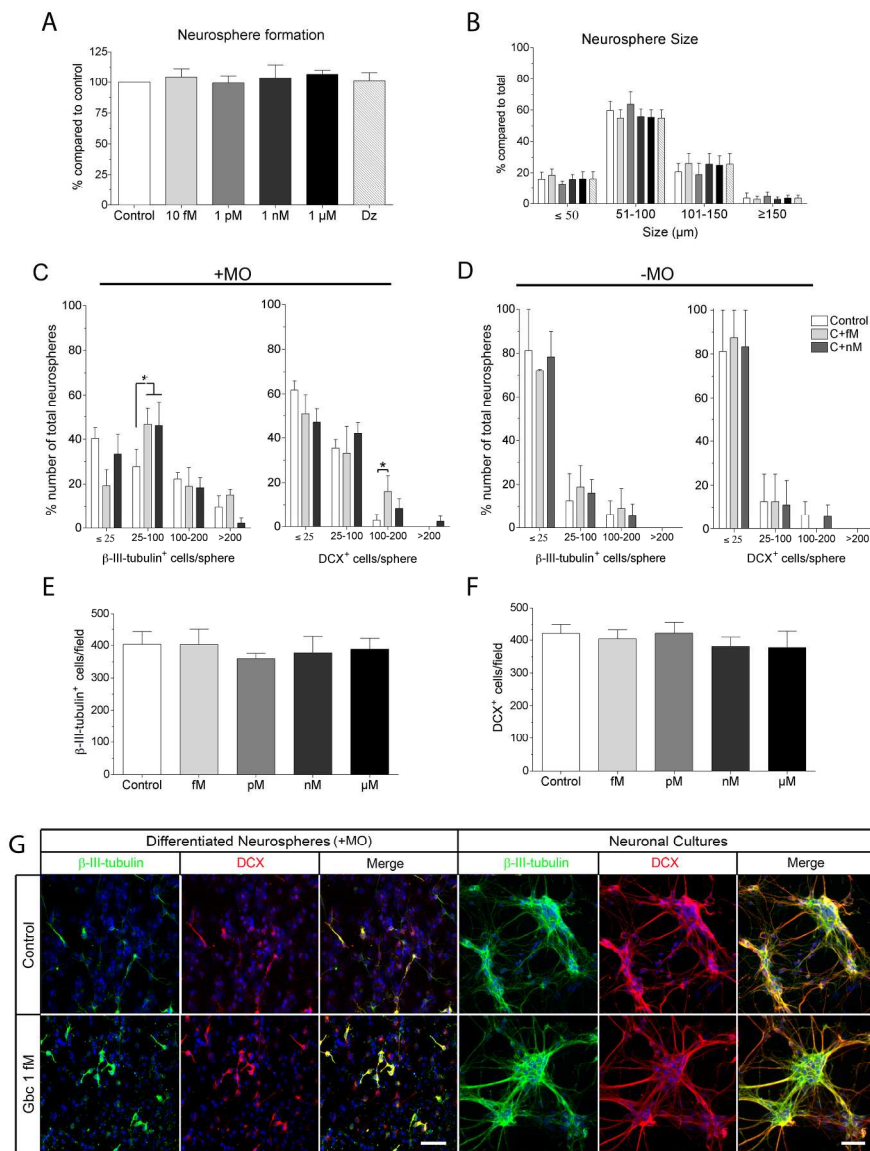 A
Neurosphere formation
% compared to control
125
100
75
50
25
0
Control 10 fM 1 pM 1 nM 1 µM Dz
B
Neurosphere Size
% compared to total
100
80
60
40
20
0
≤ 50 51-100 101-150 ≥150
Size (µm)
C
+MO
% number of total neurospheres
100
80
60
40
20
0
*
≤ 25 25-100 100-200 >200
β-III-tubulin+ cells/sphere
100
80
60
40
20
0
*
≤ 25 25-100 100-200 >200
DCX+ cells/sphere
D
-MO
% number of total neurospheres
100
80
60
40
20
0
≤ 25 25-100 100-200 >200
β-III-tubulin+ cells/sphere
100
80
60
40
20
0
≤ 25 25-100 100-200 >200
DCX+ cells/sphere
Control
C+fM
C+nM
E
β-III-tubulin+ cells/field
500
400
300
200
100
0
Control fM pM nM µM
F
DCX+ cells/field
500
400
300
200
100
0
Control fM pM nM µM
G
Differentiated Neurospheres (+MO) Neuronal Cultures
β-III-tubulin DCX Merge β-III-tubulin DCX Merge
Control
Gbc 1 fM